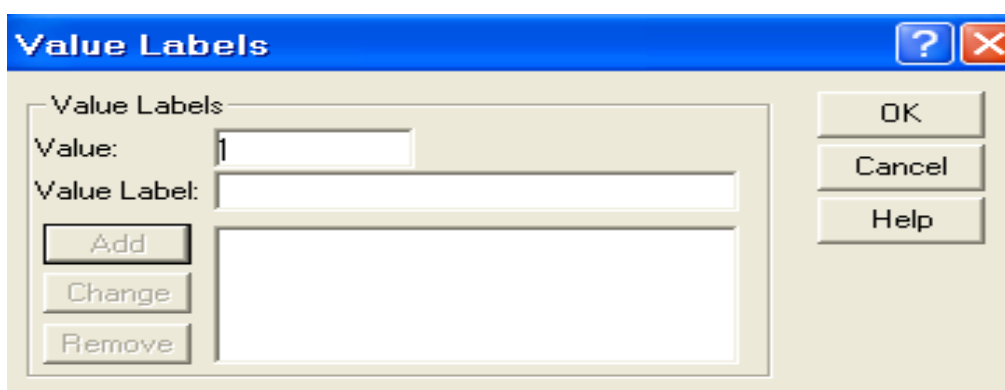 Value Labels
Value Labels
OK
Value: 1
Cancel
Value Label:
Help
Add
Change
Remove